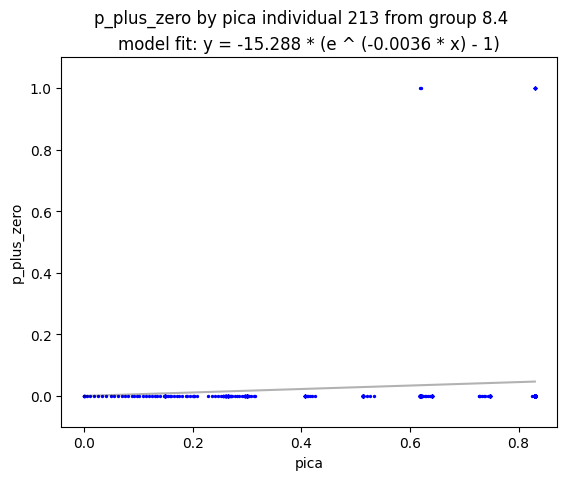 p_plus_zero by pica individual 213 from group 8.4
model fit: y = -15.288 * (e ^ (-0.0036 * x) - 1)
1.0
0.8
0.6
0.4
0.2
0.0
p_plus_zero
0.0 0.2 0.4 0.6 0.8
pica